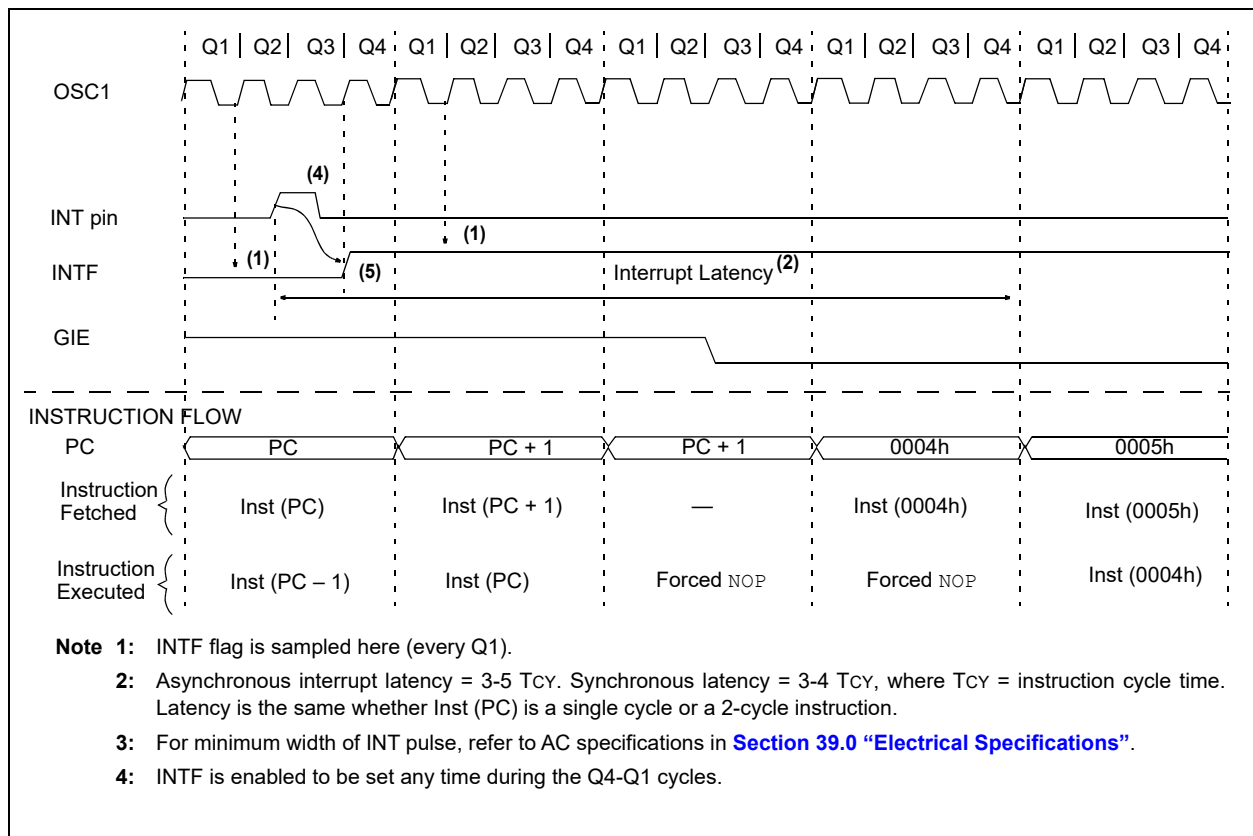 Q1 Q2 Q3 Q4 Q1 Q2 Q3 Q4 Q1 Q2 Q3 Q4 Q1 Q2 Q3 Q4 Q1 Q2 Q3 Q4
OSC1
(4)
INT pin
(1)
(1)
INTF
(5)
Interrupt Latency(2)
GIE
INSTRUCTION FLOW
PC PC PC + 1 PC + 1 0004h 0005h
Instruction
Fetched
Inst (PC) Inst (PC + 1) — Inst (0004h) Inst (0005h)
Instruction
Executed
Inst (PC – 1) Inst (PC) Forced NOP Forced NOP Inst (0004h)
Note 1: INTF flag is sampled here (every Q1).
2: Asynchronous interrupt latency = 3-5 TCY. Synchronous latency = 3-4 TCY, where TCY = instruction cycle time.
Latency is the same whether Inst (PC) is a single cycle or a 2-cycle instruction.
3: For minimum width of INT pulse, refer to AC specifications in Section 39.0 “Electrical Specifications”.
4: INTF is enabled to be set any time during the Q4-Q1 cycles.